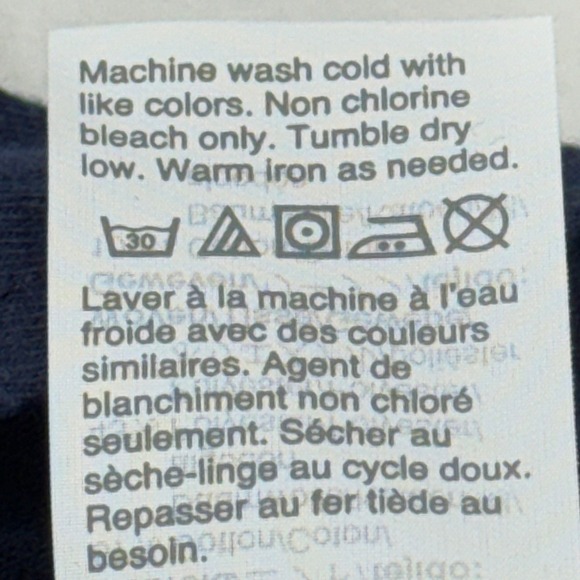 Machine wash cold with
like colors. Non chlorine
bleach only. Tumble dry
low. Warm iron as needed.
30
Laver à la machine à l'eau
froide avec des couleurs
similaires. Agent de
blanchiment non chloré
seulement. Sécher au
sèche-linge au cycle doux.
Repasser au fer tiède au
besoin.